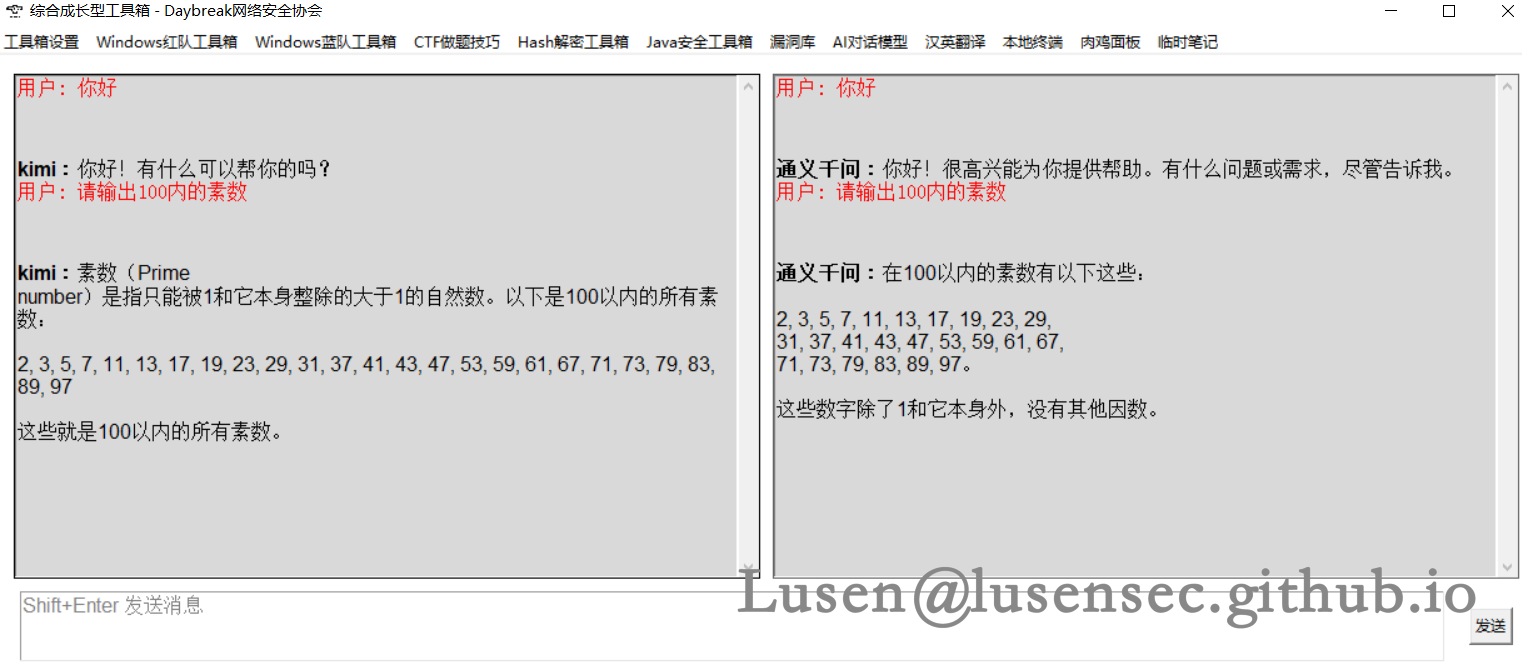 综合成长型工具箱 - Daybreak网络安全协会
工具箱设置 Windows红队工具箱 Windows蓝队工具箱 CTF做题技巧 Hash解密工具箱 Java安全工具箱 漏洞库 AI对话模型 汉英翻译 本地终端 肉鸡面板 临时笔记
用户：你好
kimi：你好！有什么可以帮你的吗？
用户：请输出100内的素数
kimi：素数（Prime
number）是指只能被1和它本身整除的大于1的自然数。以下是100以内的所有素
数：
2, 3, 5, 7, 11, 13, 17, 19, 23, 29, 31, 37, 41, 43, 47, 53, 59, 61, 67, 71, 73, 79, 83,
89, 97
这些就是100以内的所有素数。
用户：你好
通义千问：你好！很高兴能为你提供帮助。有什么问题或需求，尽管告诉我。
用户：请输出100内的素数
通义千问：在100以内的素数有以下这些：
2, 3, 5, 7, 11, 13, 17, 19, 23, 29,
31, 37, 41, 43, 47, 53, 59, 61, 67,
71, 73, 79, 83, 89, 97。
这些数字除了1和它本身外，没有其他因数。
Shift+Enter 发送消息
Lusen@lusensec.github.io
发送